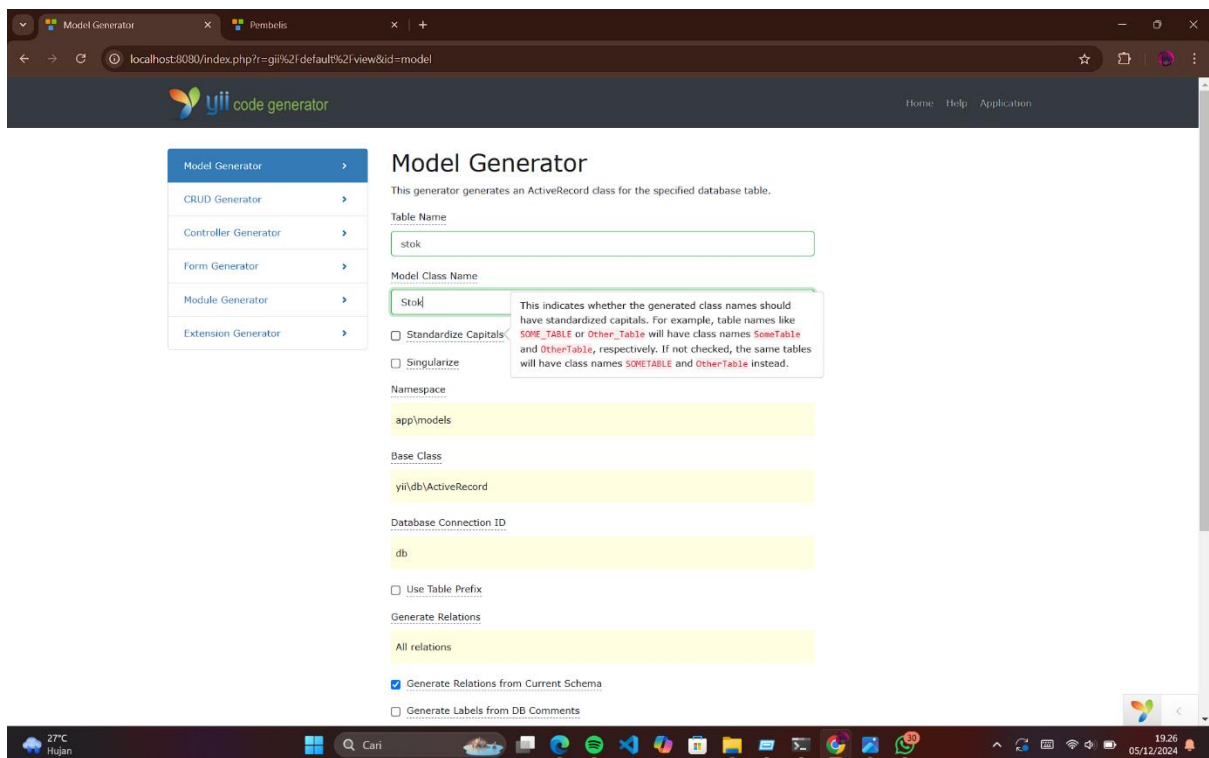 Model Generator
Pembelis
localhost:8080/index.php?r=gii%2Fdefault%2Fview&id=model
yii code generator
Home Help Application
Model Generator
CRUD Generator
Controller Generator
Form Generator
Module Generator
Extension Generator
Model Generator
This generator generates an ActiveRecord class for the specified database table.
Table Name
stok
Model Class Name
Stok
This indicates whether the generated class names should
have standardized capitals. For example, table names like
SOME_TABLE or Other_Table will have class names SomeTable
and OtherTable, respectively. If not checked, the same tables
will have class names SOMETABLE and OtherTable instead.
Standardize Capitals
Singularize
Namespace
app\models
Base Class
yii\db\ActiveRecord
Database Connection ID
db
Use Table Prefix
Generate Relations
All relations
Generate Relations from Current Schema
Generate Labels from DB Comments
27°C
Hujan
Cari
30
19.26
05/12/2024